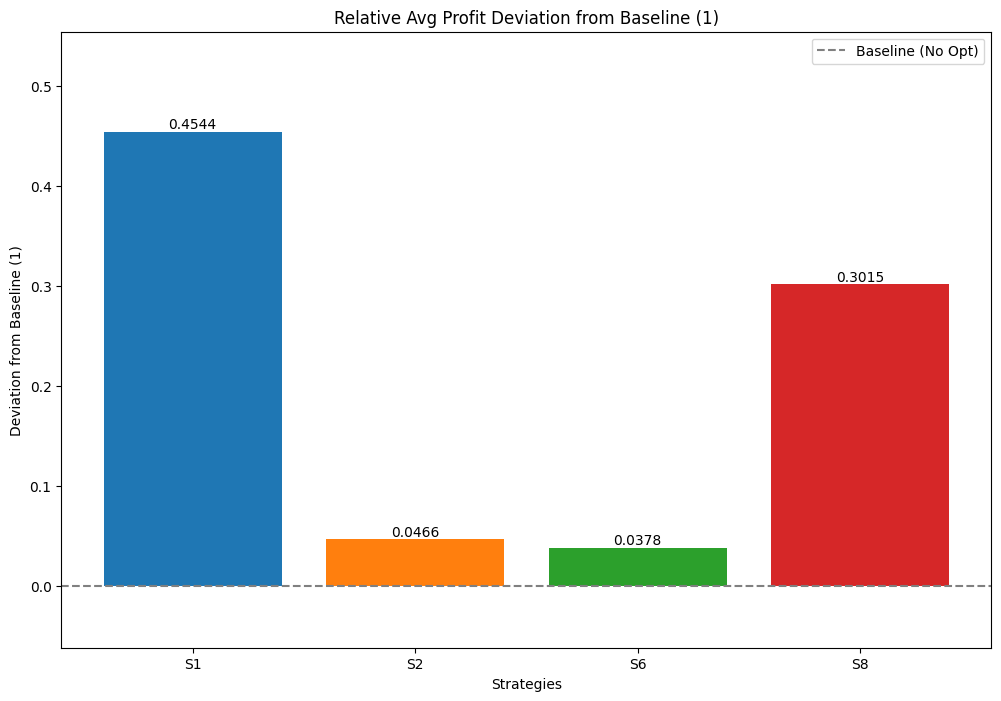 Relative Avg Profit Deviation from Baseline (1)
Baseline (No Opt)
Deviation from Baseline (1)
0.5
0.4
0.3
0.2
0.1
0.0
0.4544
0.0466
0.0378
0.3015
S1
S2
S6
S8
Strategies